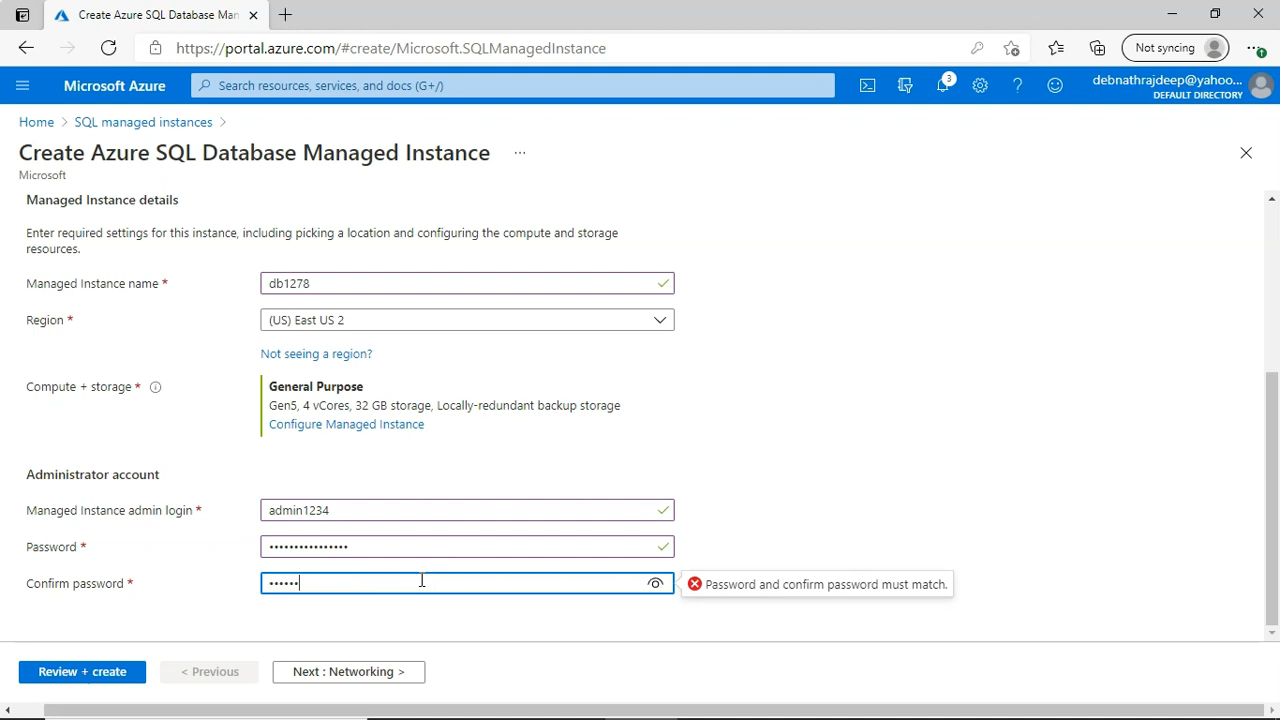 Create Azure SQL Database Man
https://portal.azure.com/#create/Microsoft.SQLManagedInstance
Not syncing
Microsoft Azure
Search resources, services, and docs (G+/)
3
debnathrajdeep@yahoo...
DEFAULT DIRECTORY
Home > SQL managed instances >
Create Azure SQL Database Managed Instance ...
Microsoft
Managed Instance details
Enter required settings for this instance, including picking a location and configuring the compute and storage
resources.
Managed Instance name *
db1278
Region *
(US) East US 2
Not seeing a region?
Compute + storage *
General Purpose
Gen5, 4 vCores, 32 GB storage, Locally-redundant backup storage
Configure Managed Instance
Administrator account
Managed Instance admin login *
admin1234
Password *
••••••••••••••••
Confirm password *
••••••
Password and confirm password must match.
Review + create
< Previous
Next : Networking >